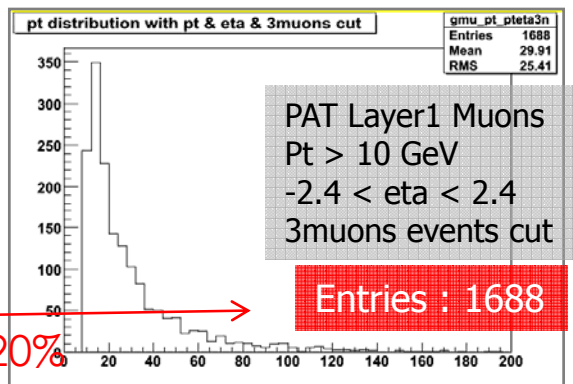 pt distribution with pt & eta & 3muons cut
gmu_pt_pteta3n
Entries 1688
Mean 29.91
RMS 25.41
350
300
250
200
150
100
50
PAT Layer1 Muons
Pt > 10 GeV
-2.4 < eta < 2.4
3muons events cut
Entries : 1688
20%
20 40 60 80 100 120 140 160 180 200